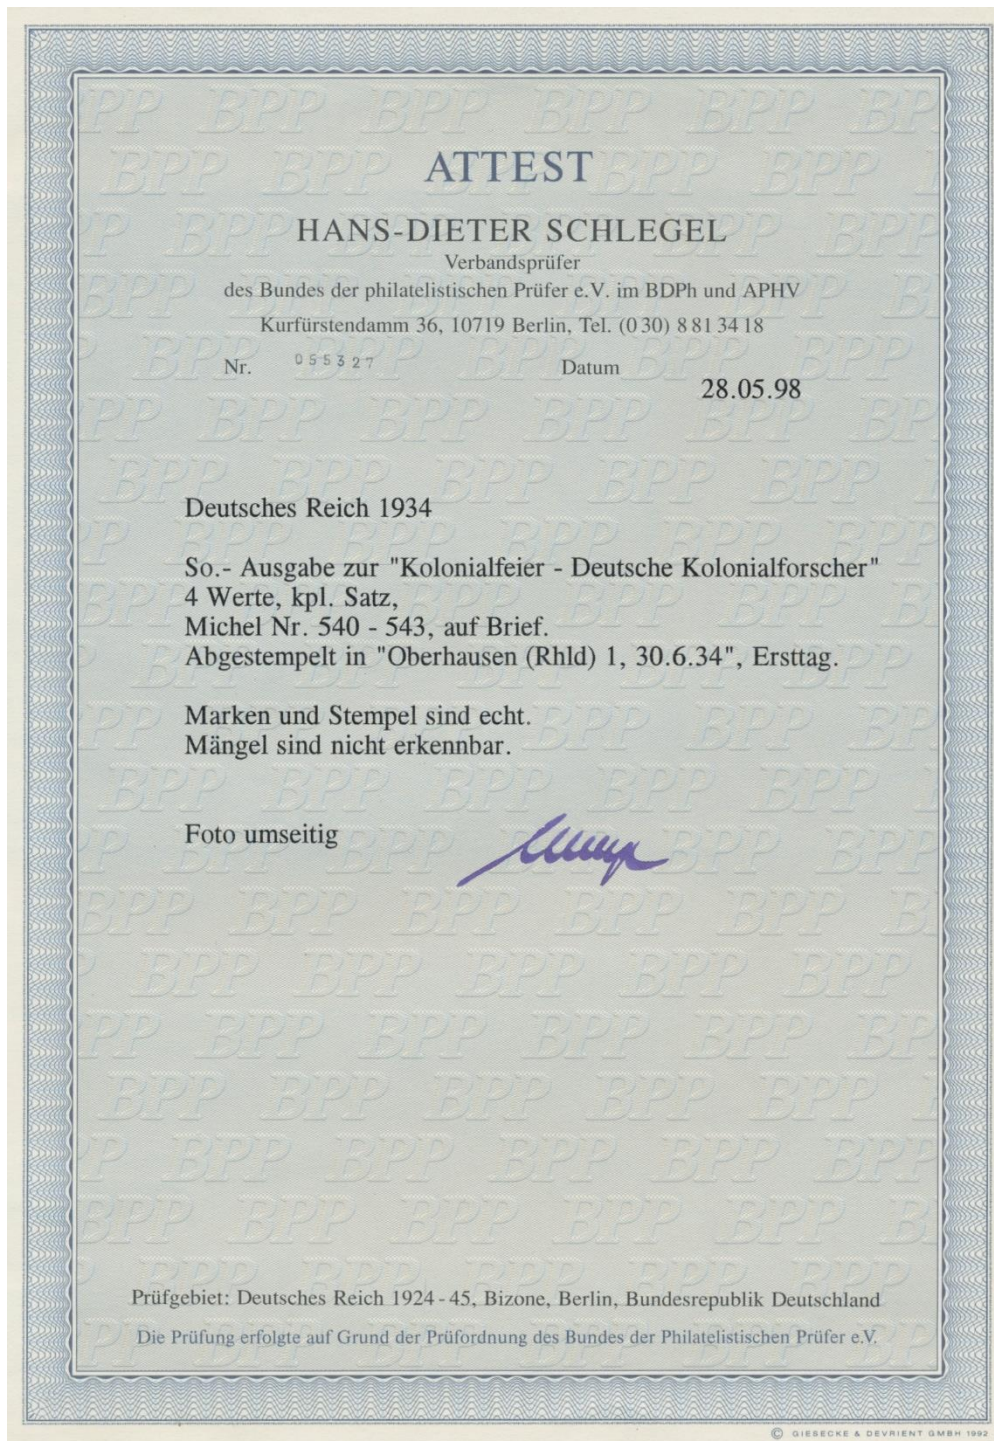 ATTEST
HANS-DIETER SCHLEGEL
Verbandsprüfer
des Bundes der philatelistischen Prüfer e.V. im BDPh und APHV
Kurfürstendamm 36, 10719 Berlin, Tel. (0 30) 8 81 34 18
Nr. 055327 Datum
28.05.98
Deutsches Reich 1934
So.- Ausgabe zur "Kolonialfeier - Deutsche Kolonialforscher"
4 Werte, kpl. Satz,
Michel Nr. 540 - 543, auf Brief.
Abgestempelt in "Oberhausen (Rhld) 1, 30.6.34", Ersttag.
Marken und Stempel sind echt.
Mängel sind nicht erkennbar.
Foto umseitig
Prüfgebiet: Deutsches Reich 1924 - 45, Bizone, Berlin, Bundesrepublik Deutschland
Die Prüfung erfolgte auf Grund der Prüfordnung des Bundes der Philatelistischen Prüfer e.V.
© GIESECKE & DEVRIENT GMBH 1992